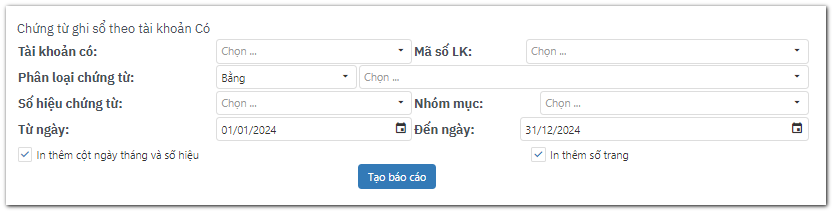 Chứng từ ghi sổ theo tài khoản Có
Tài khoản có: Chọn ... Mã số LK: Chọn ...
Phân loại chứng từ: Bằng Chọn ...
Số hiệu chứng từ: Chọn ... Nhóm mục: Chọn ...
Từ ngày: 01/01/2024 Đến ngày: 31/12/2024
In thêm cột ngày tháng và số hiệu In thêm số trang
Tạo báo cáo